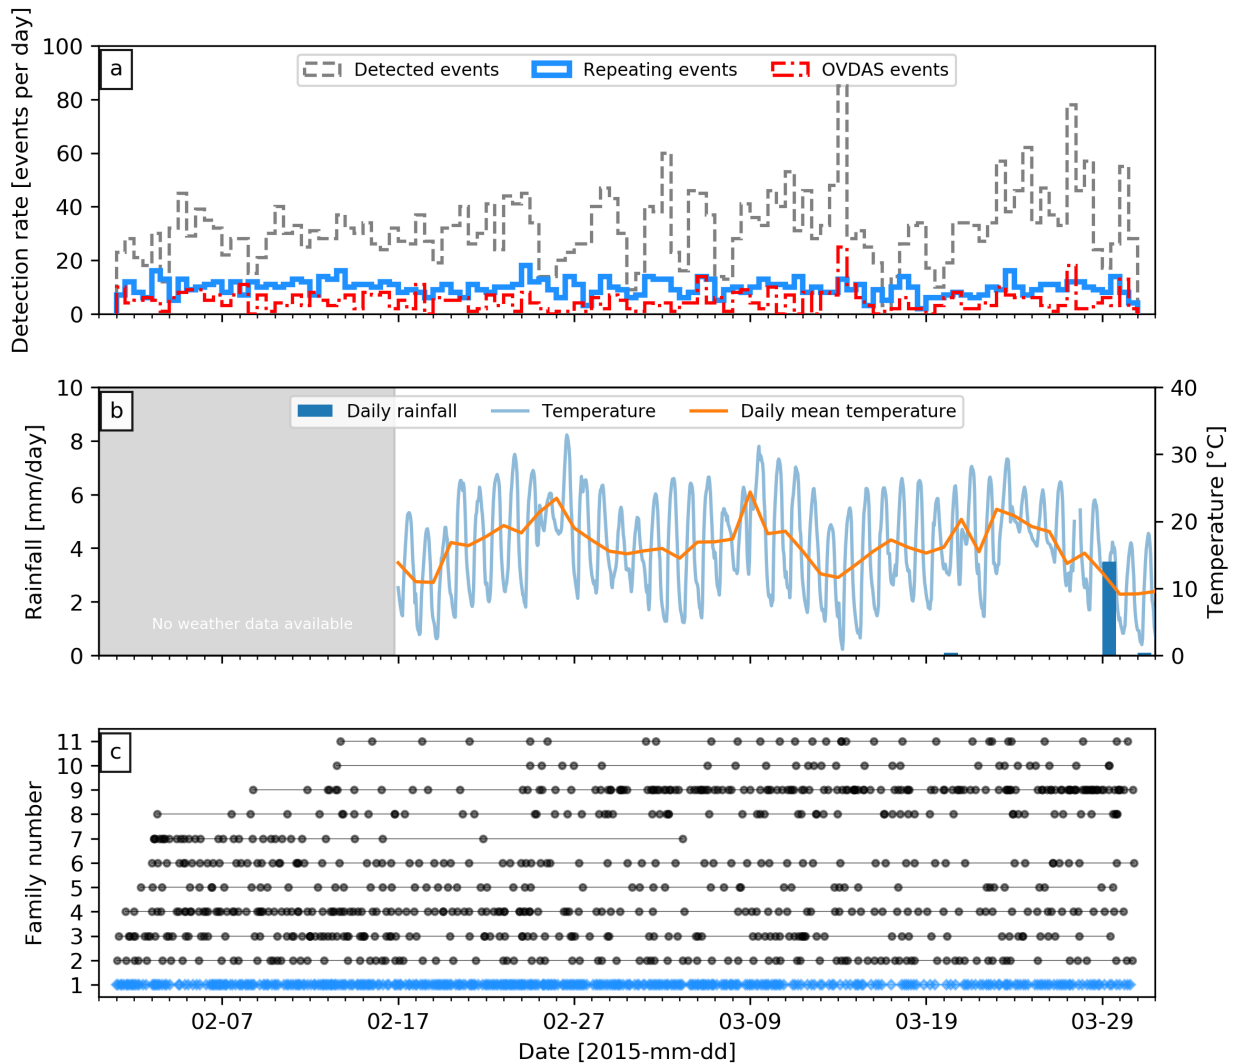 a
Detected events
Repeating events
OVDAS events
Detection rate [events per day]
100
80
60
40
20
0
b
Daily rainfall
Temperature
Daily mean temperature
Rainfall [mm/day]
10
8
6
4
2
0
No weather data available
40
30
20
10
0
Temperature [°C]
c
Family number
11
10
9
8
7
6
5
4
3
2
1
02-07
02-17
02-27
03-09
03-19
03-29
Date [2015-mm-dd]